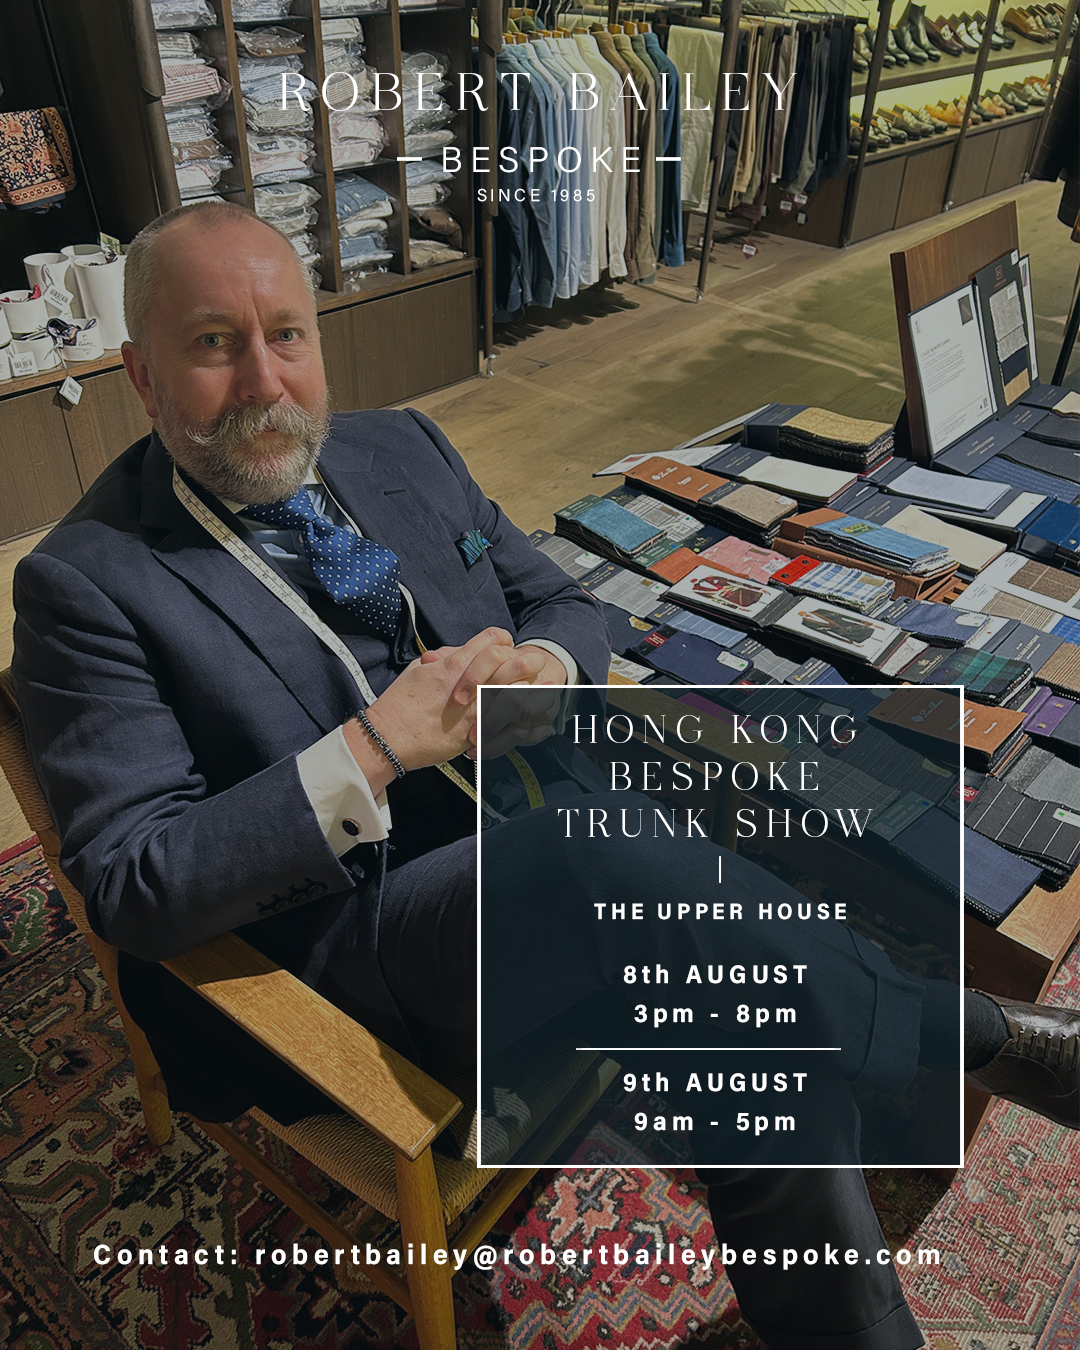 ROBERT BAILEY
BESPOKE
SINCE 1985
HONG KONG
BESPOKE
TRUNK SHOW
THE UPPER HOUSE
8th AUGUST
3pm - 8pm
9th AUGUST
9am - 5pm
Contact: robertbailey@robertbaileybespoke.com